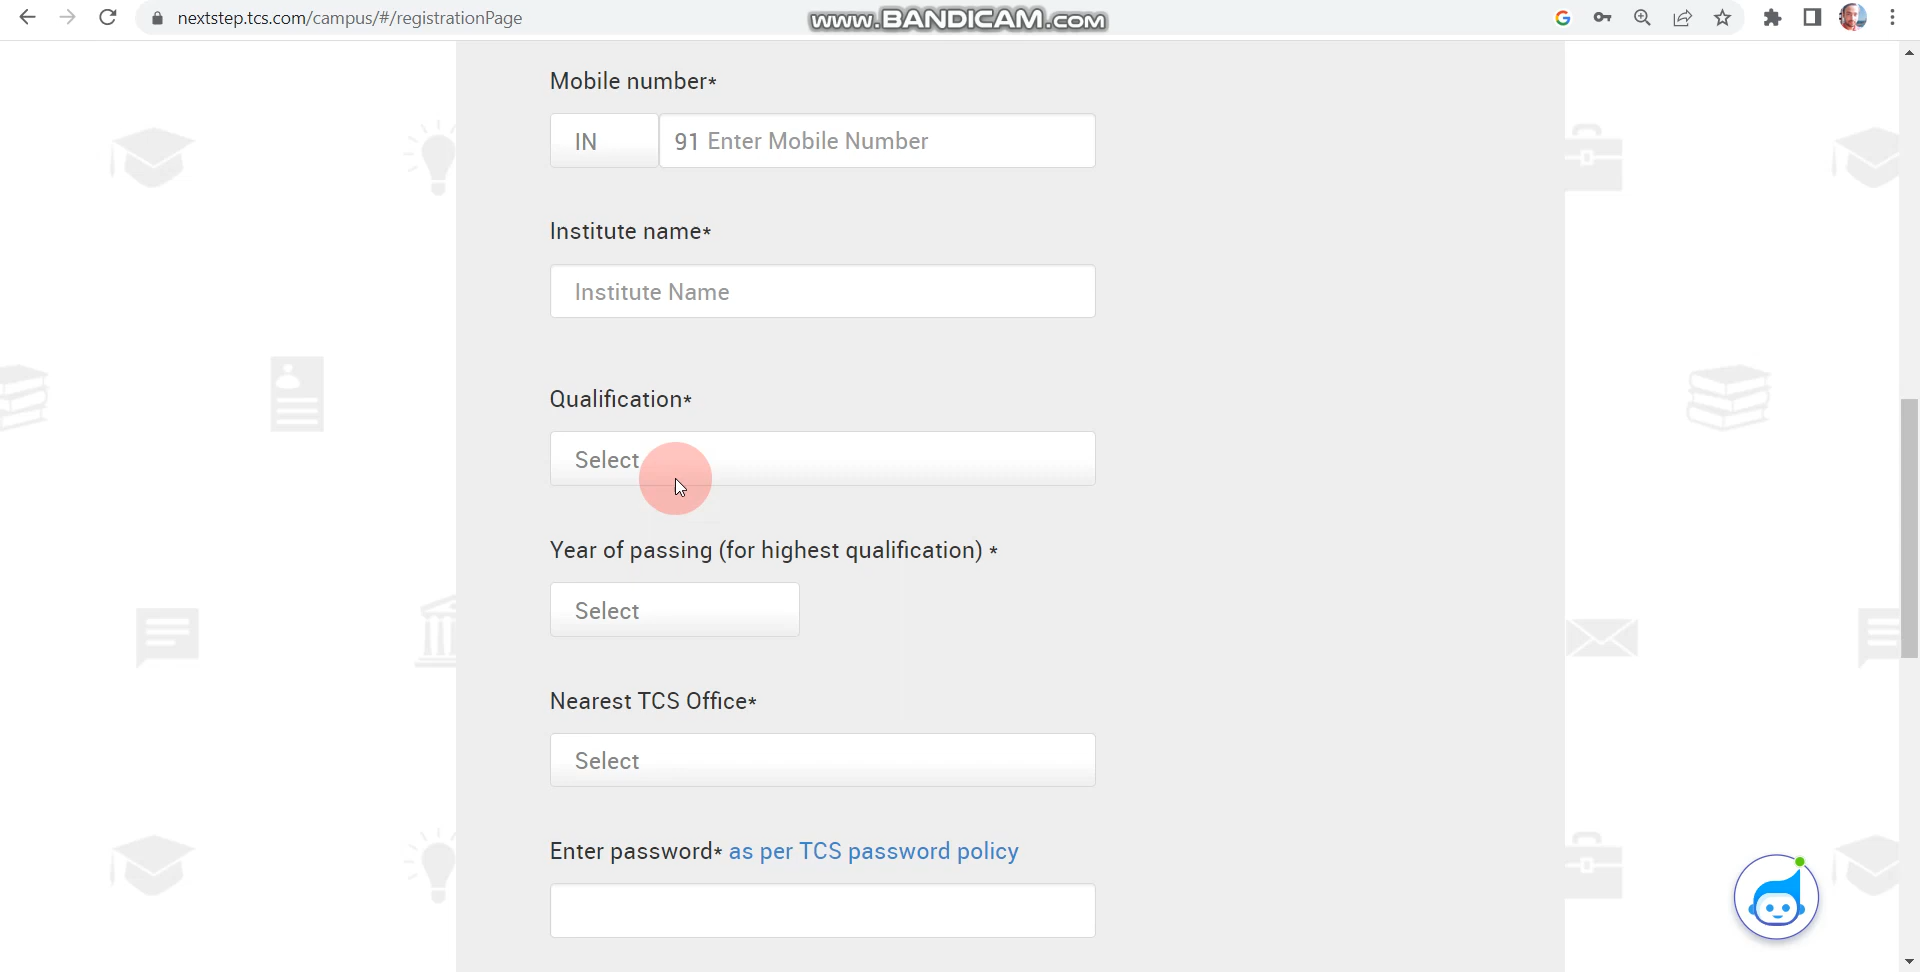 nextstep.tcs.com/campus/#/registrationPage
www.BANDICAM.com
Mobile number*
IN
91 Enter Mobile Number
Institute name*
Institute Name
Qualification*
Select
Year of passing (for highest qualification) *
Select
Nearest TCS Office*
Select
Enter password* as per TCS password policy